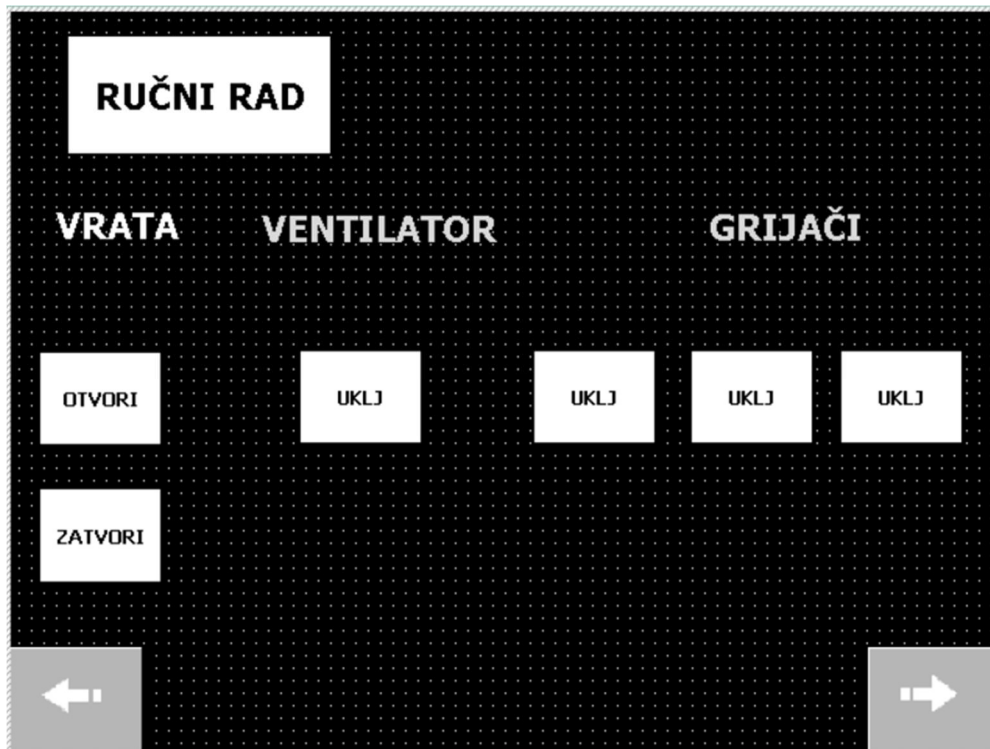 RUČNI RAD
VRATA VENTILATOR GRIJAČI
OTVORI UKLJ UKLJ UKLJ UKLJ
ZATVORI